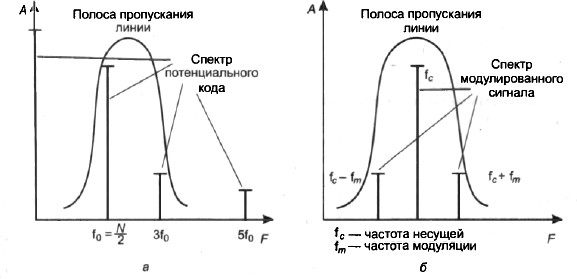 A
Полоса пропускания
линии
Спектр
потенциального
кода
f0 = N/2
3f0
5f0
F
а
A
Полоса пропускания
линии
Спектр
модулированного
сигнала
fc
fc – fm
fc + fm
F
fc — частота несущей
fm — частота модуляции
б